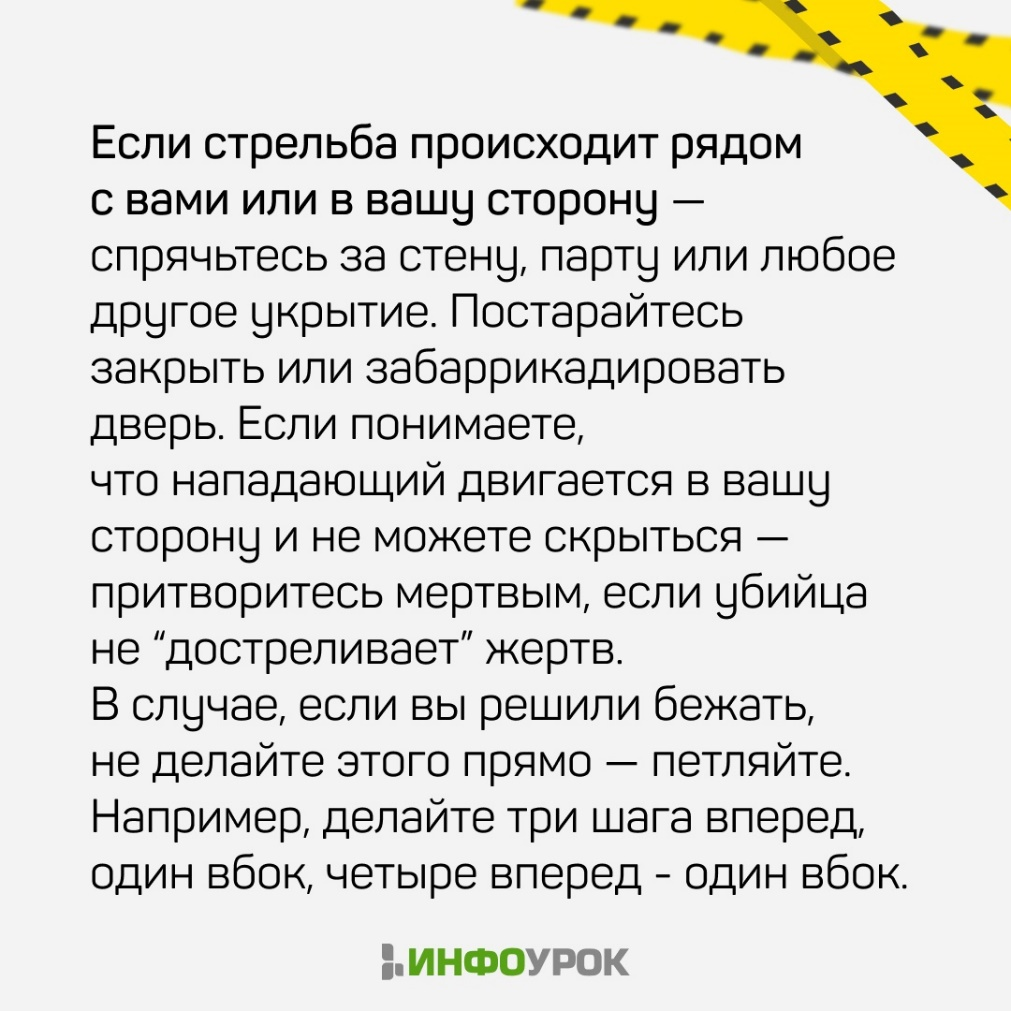 Если стрельба происходит рядом
с вами или в вашу сторону —
спрячьтесь за стену, парту или любое
другое укрытие. Постарайтесь
закрыть или забаррикадировать
дверь. Если понимаете,
что нападающий двигается в вашу
сторону и не можете скрыться —
притворитесь мертвым, если убийца
не “достреливает” жертв.
В случае, если вы решили бежать,
не делайте этого прямо — петляйте.
Например, делайте три шага вперед,
один вбок, четыре вперед - один вбок.
ИНФОУРОК